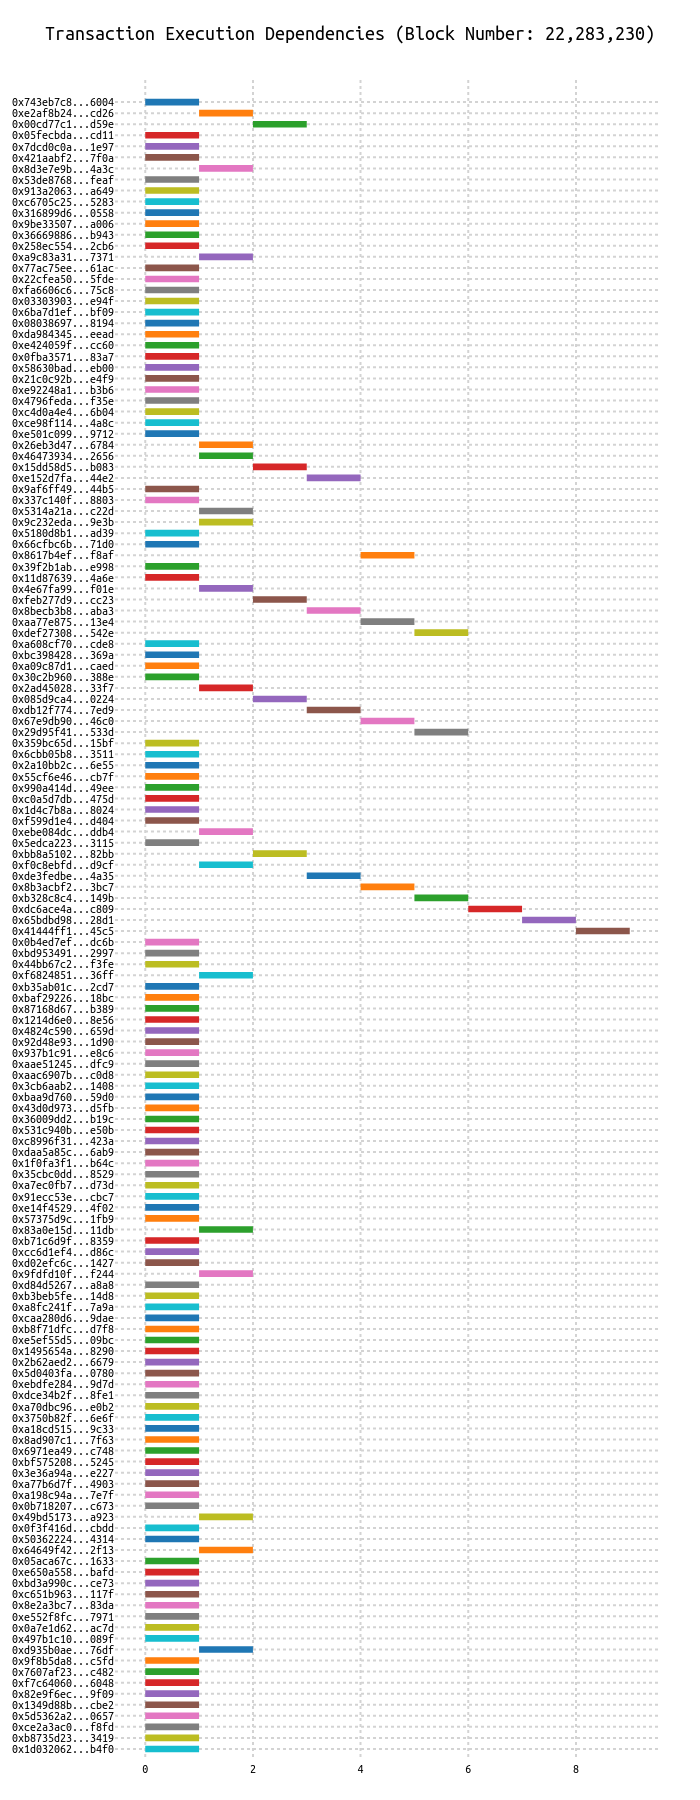 Transaction Execution Dependencies (Block Number: 22,283,230)
0x743eb7c8...6004
0xe2af8b24...cd26
0x00cd77c1...d59e
0x05fecbda...cd11
0x7dcd0c0a...1e97
0x421aabf2...7f0a
0x8d3e7e9b...4a3c
0x53de8768...feaf
0x913a2063...a649
0xc6705c25...5283
0x316899d6...0558
0x9be33507...a006
0x36669886...b943
0x258ec554...2cb6
0xa9c83a31...7371
0x77ac75ee...61ac
0x22cfea50...5fde
0xfa6606c6...75c8
0x03303903...e94f
0x6ba7d1ef...bf09
0x08038697...8194
0xda984345...eead
0xe424059f...cc60
0x0fba3571...83a7
0x58630bad...eb00
0x21c0c92b...e4f9
0xe92248a1...b3b6
0x4796feda...f35e
0xc4d0a4e4...6b04
0xce98f114...4a8c
0xe501c099...9712
0x26eb3d47...6784
0x46473934...2656
0x15dd58d5...b083
0xe152d7fa...44e2
0x9af6ff49...44b5
0x337c140f...8803
0x5314a21a...c22d
0x9c232eda...9e3b
0x5180d8b1...ad39
0x66cfbc6b...71d0
0x8617b4ef...f8af
0x39f2b1ab...e998
0x11d87639...4a6e
0x4e67fa99...f01e
0xfeb277d9...cc23
0x8becb3b8...aba3
0xaa77e875...13e4
0xdef27308...542e
0xa608cf70...cde8
0xbc398428...369a
0xa09c87d1...caed
0x30c2b960...388e
0x2ad45028...33f7
0x085d9ca4...0224
0xdb12f774...7ed9
0x67e9db90...46c0
0x29d95f41...533d
0x359bc65d...15bf
0x6cbb05b8...3511
0x2a10bb2c...6e55
0x55cf6e46...cb7f
0x990a414d...49ee
0xc0a5d7db...475d
0x1d4c7b8a...8024
0xf599d1e4...d404
0xebe084dc...ddb4
0x5edca223...3115
0xbb8a5102...82bb
0xf0c8ebfd...d9cf
0xde3fedbe...4a35
0x8b3acbf2...3bc7
0xb328c8c4...149b
0xdc6ace4a...c809
0x65bdbd98...28d1
0x41444ff1...45c5
0x0b4ed7ef...dc6b
0xbd953491...2997
0x44bb67c2...f3fe
0xf6824851...36ff
0xb35ab01c...2cd7
0xbaf29226...18bc
0x87168d67...b389
0x1214d6e0...8e56
0x4824c590...659d
0x92d48e93...1d90
0x937b1c91...e8c6
0xaae51245...dfc9
0xaac6907b...c0d8
0x3cb6aab2...1408
0xbaa9d760...59d0
0x43d0d973...d5fb
0x36009dd2...b19c
0x531c940b...e50b
0xc8996f31...423a
0xdaa5a85c...6ab9
0x1f0fa3f1...b64c
0x35cbc0dd...8529
0xa7ec0fb7...d73d
0x91ecc53e...cbc7
0xe14f4529...4f02
0x57375d9c...1fb9
0x83a0e15d...11db
0xb71c6d9f...8359
0xcc6d1ef4...d86c
0xd02efc6c...1427
0x9fdfd10f...f244
0xd84d5267...a8a8
0xb3beb5fe...14d8
0xa8fc241f...7a9a
0xcaa280d6...9dae
0xb8f71dfc...d7f8
0xe5ef55d5...09bc
0x1495654a...8290
0x2b62aed2...6679
0x5d0403fa...0780
0xebdfe284...9d7d
0xdce34b2f...8fe1
0xa70dbc96...e0b2
0x3750b82f...6e6f
0xa18cd515...9c33
0x8ad907c1...7f63
0x6971ea49...c748
0xbf575208...5245
0x3e36a94a...e227
0xa77b6d7f...4903
0xa198c94a...7e7f
0x0b718207...c673
0x49bd5173...a923
0x0f3f416d...cbdd
0x50362224...4314
0x64649f42...2f13
0x05aca67c...1633
0xe650a558...bafd
0xbd3a990c...ce73
0xc651b963...117f
0x8e2a3bc7...83da
0xe552f8fc...7971
0x0a7e1d62...ac7d
0x497b1c10...089f
0xd935b0ae...76df
0x9f8b5da8...c5fd
0x7607af23...c482
0xf7c64060...6048
0x82e9f6ec...9f09
0x1349d88b...cbe2
0x5d5362a2...0657
0xce2a3ac0...f8fd
0xb8735d23...3419
0x1d032062...b4f0
0 2 4 6 8